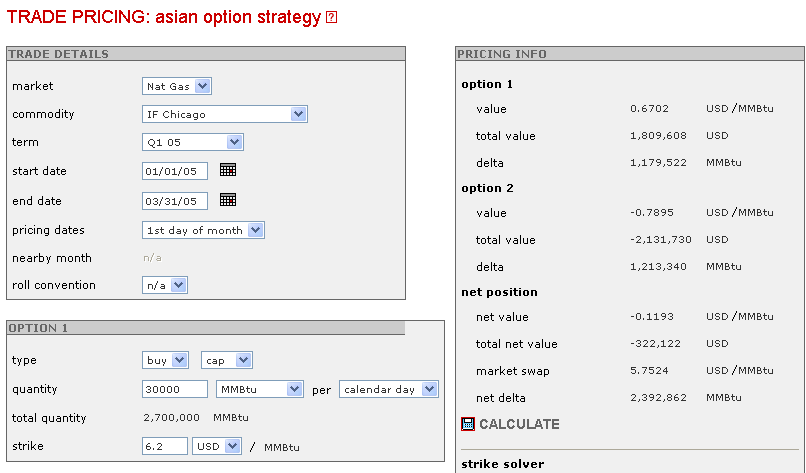 TRADE PRICING: asian option strategy ?
TRADE DETAILS
market Nat Gas
commodity IF Chicago
term Q1 05
start date 01/01/05
end date 03/31/05
pricing dates 1st day of month
nearby month n/a
roll convention n/a
OPTION 1
type buy cap
quantity 30000 MMBtu per calendar day
total quantity 2,700,000 MMBtu
strike 6.2 USD / MMBtu
PRICING INFO
option 1
value 0.6702 USD /MMBtu
total value 1,809,608 USD
delta 1,179,522 MMBtu
option 2
value -0.7895 USD /MMBtu
total value -2,131,730 USD
delta 1,213,340 MMBtu
net position
net value -0.1193 USD /MMBtu
total net value -322,122 USD
market swap 5.7524 USD /MMBtu
net delta 2,392,862 MMBtu
CALCULATE
strike solver